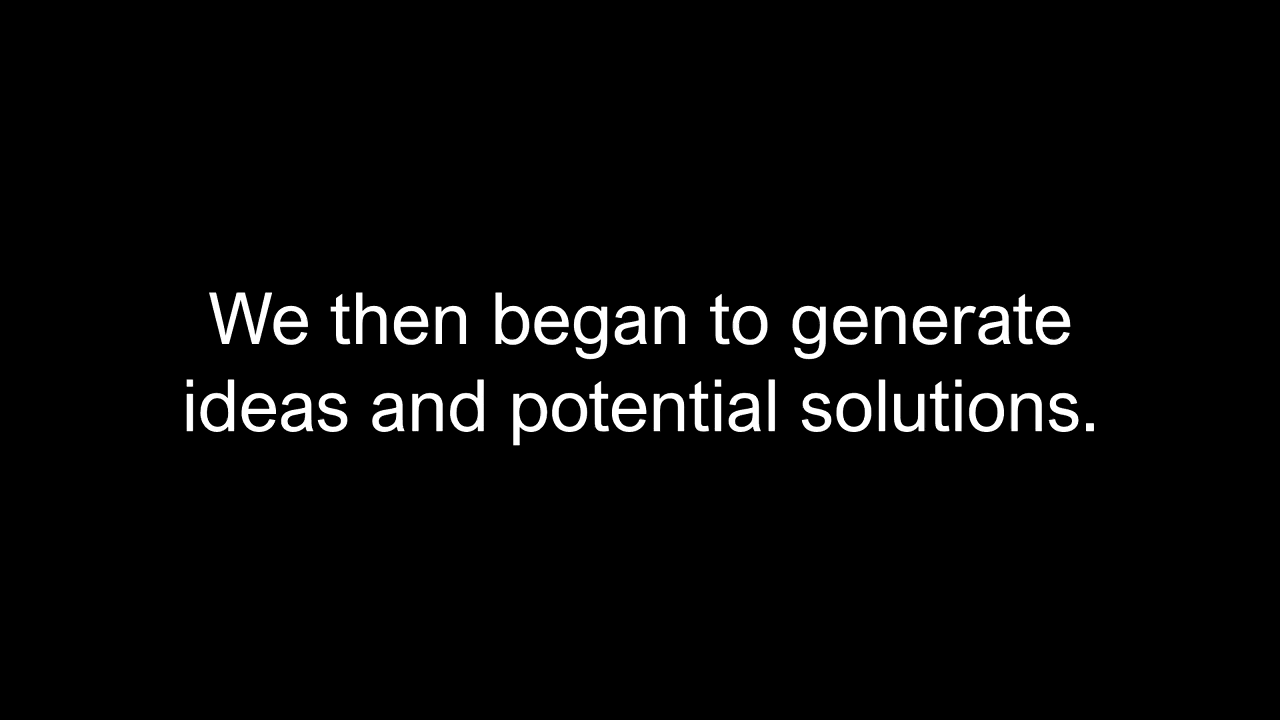 We then began to generate
ideas and potential solutions.